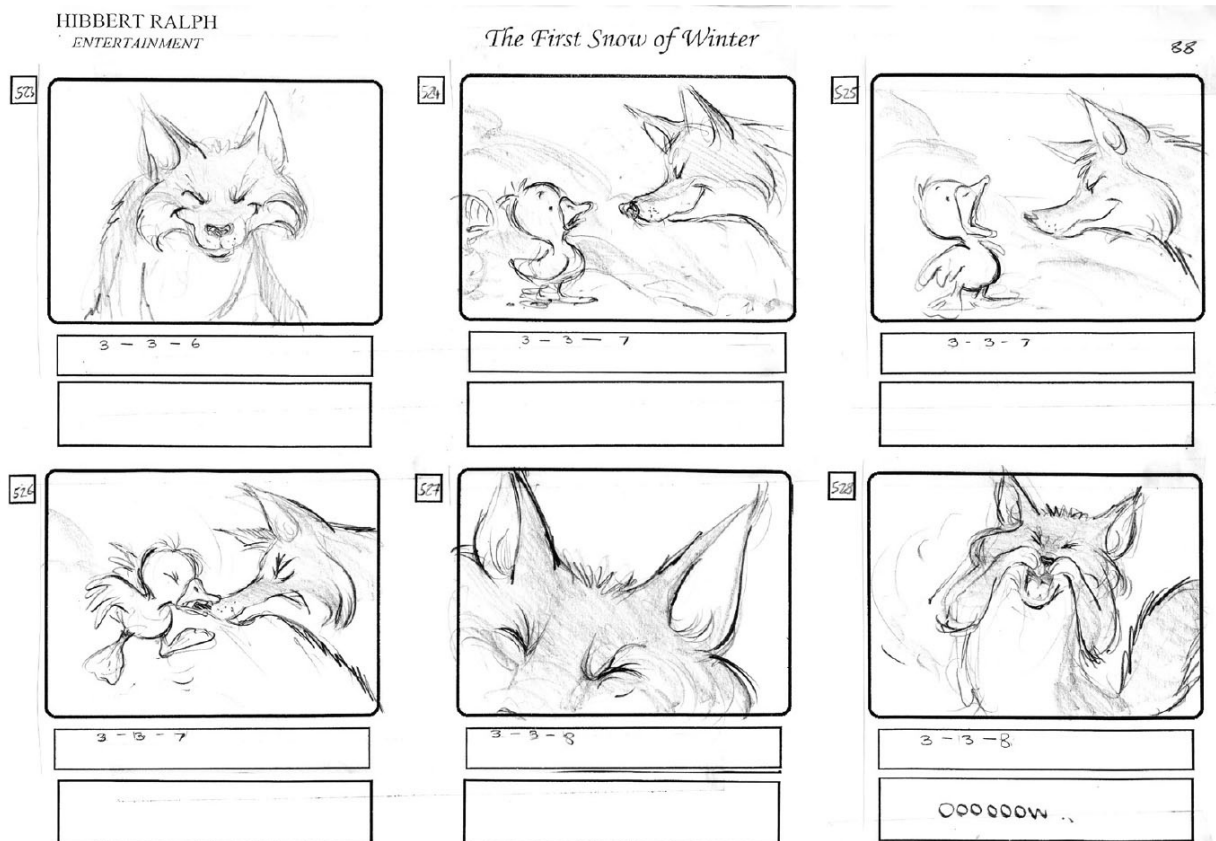 HIBBERT RALPH
ENTERTAINMENT
The First Snow of Winter
88
523
524
525
3 - 3 - 6
3 - 3 - 7
3 - 3 - 7
526
527
528
3 - 3 - 7
3 - 3 - 8
3 - 3 - 8
OOOOOOW ..